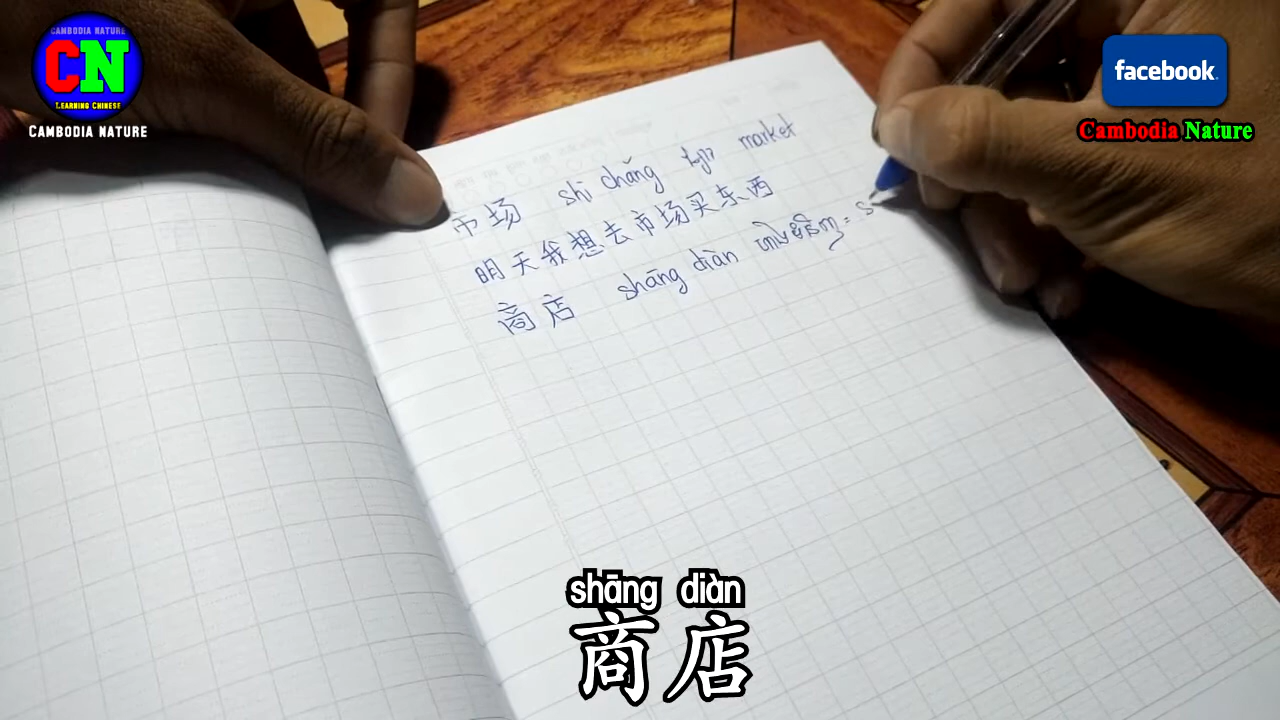 CAMBODIA NATURE
CN
LEARNING CHINESE
CAMBODIA NATURE
facebook
Cambodia Nature
市场 shì chǎng ផ្សារ market
明天我想去市场买东西
商店 shāng diàn ហាងទំនិញ = s
shāng diàn
商店